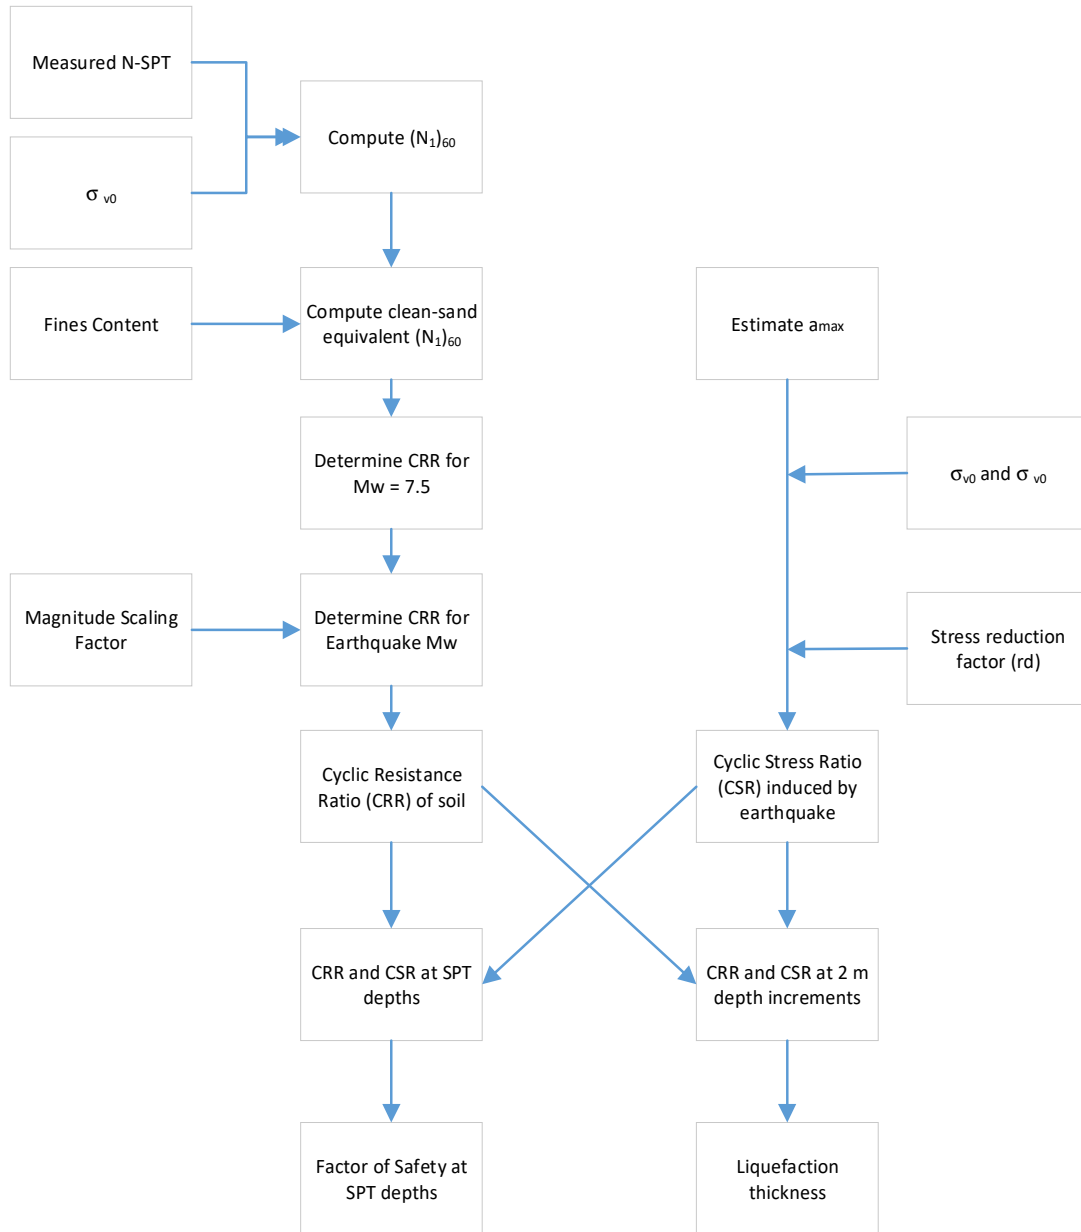 Measured N-SPT
Compute (N₁)₆₀
σ v0
Fines Content
Compute clean-sand
equivalent (N₁)₆₀
Estimate amax
Determine CRR for
Mw = 7.5
σv0 and σ v0
Magnitude Scaling
Factor
Determine CRR for
Earthquake Mw
Stress reduction
factor (rd)
Cyclic Resistance
Ratio (CRR) of soil
Cyclic Stress Ratio
(CSR) induced by
earthquake
CRR and CSR at SPT
depths
CRR and CSR at 2 m
depth increments
Factor of Safety at
SPT depths
Liquefaction
thickness